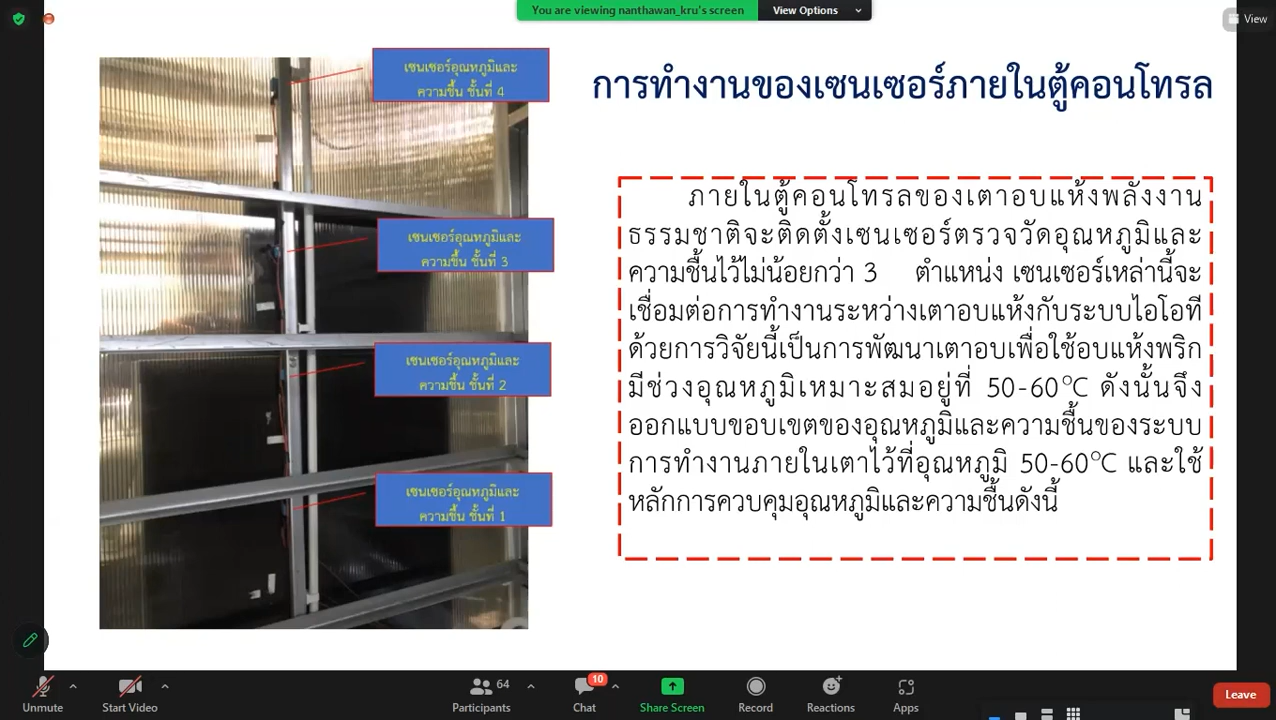 You are viewing nanthawan_kru's screen
View Options
View
เซนเซอร์อุณหภูมิและ
ความชื้น ชั้นที่ 4
การทำงานของเซนเซอร์ภายในตู้คอนโทรล
ภายในตู้คอนโทรลของเตาอบแห้งพลังงาน
ธรรมชาติจะติดตั้งเซนเซอร์ตรวจวัดอุณหภูมิและ
ความชื้นไว้ไม่น้อยกว่า 3 ตำแหน่ง เซนเซอร์เหล่านี้จะ
เชื่อมต่อการทำงานระหว่างเตาอบแห้งกับระบบไอโอที
ด้วยการวิจัยนี้เป็นการพัฒนาเตาอบเพื่อใช้อบแห้งพริก
มีช่วงอุณหภูมิเหมาะสมอยู่ที่ 50-60°C ดังนั้นจึง
ออกแบบขอบเขตของอุณหภูมิและความชื้นของระบบ
การทำงานภายในเตาไว้ที่อุณหภูมิ 50-60°C และใช้
หลักการควบคุมอุณหภูมิและความชื้นดังนี้
เซนเซอร์อุณหภูมิและ
ความชื้น ชั้นที่ 3
เซนเซอร์อุณหภูมิและ
ความชื้น ชั้นที่ 2
เซนเซอร์อุณหภูมิและ
ความชื้น ชั้นที่ 1
Unmute
Start Video
64
Participants
10
Chat
Share Screen
Record
Reactions
Apps
Leave